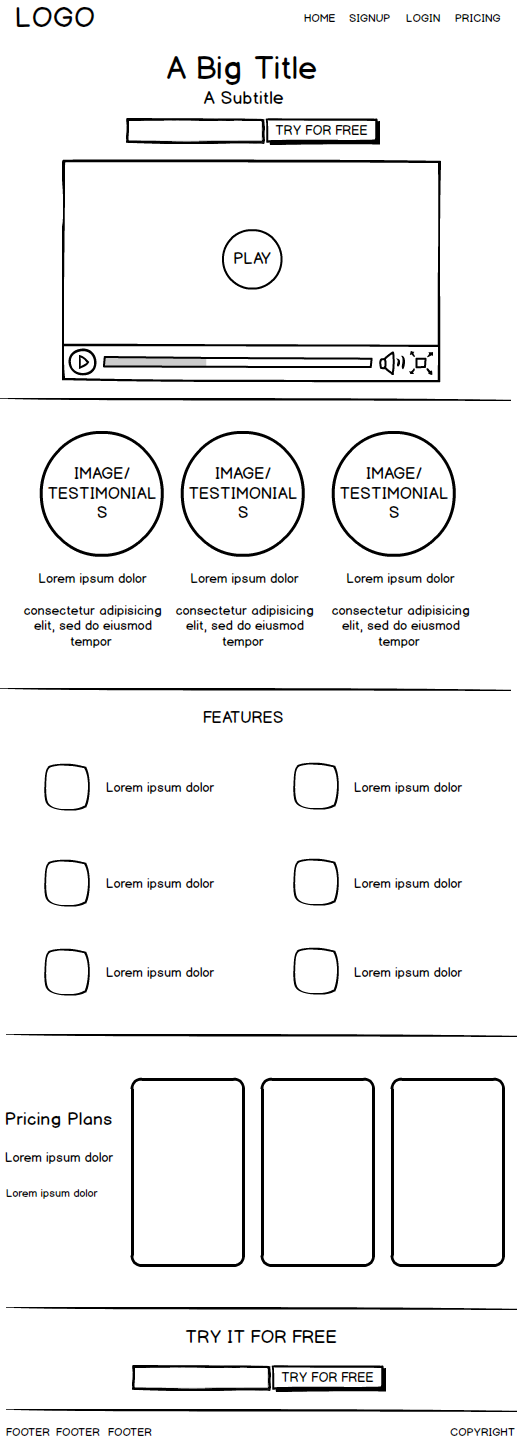 LOGO
HOME SIGNUP LOGIN PRICING
A Big Title
A Subtitle
TRY FOR FREE
PLAY
IMAGE/
TESTIMONIAL
S
IMAGE/
TESTIMONIAL
S
IMAGE/
TESTIMONIAL
S
Lorem ipsum dolor
consectetur adipisicing
elit, sed do eiusmod
tempor
Lorem ipsum dolor
consectetur adipisicing
elit, sed do eiusmod
tempor
Lorem ipsum dolor
consectetur adipisicing
elit, sed do eiusmod
tempor
FEATURES
Lorem ipsum dolor
Lorem ipsum dolor
Lorem ipsum dolor
Lorem ipsum dolor
Lorem ipsum dolor
Lorem ipsum dolor
Pricing Plans
Lorem ipsum dolor
Lorem ipsum dolor
TRY IT FOR FREE
TRY FOR FREE
FOOTER FOOTER FOOTER
COPYRIGHT